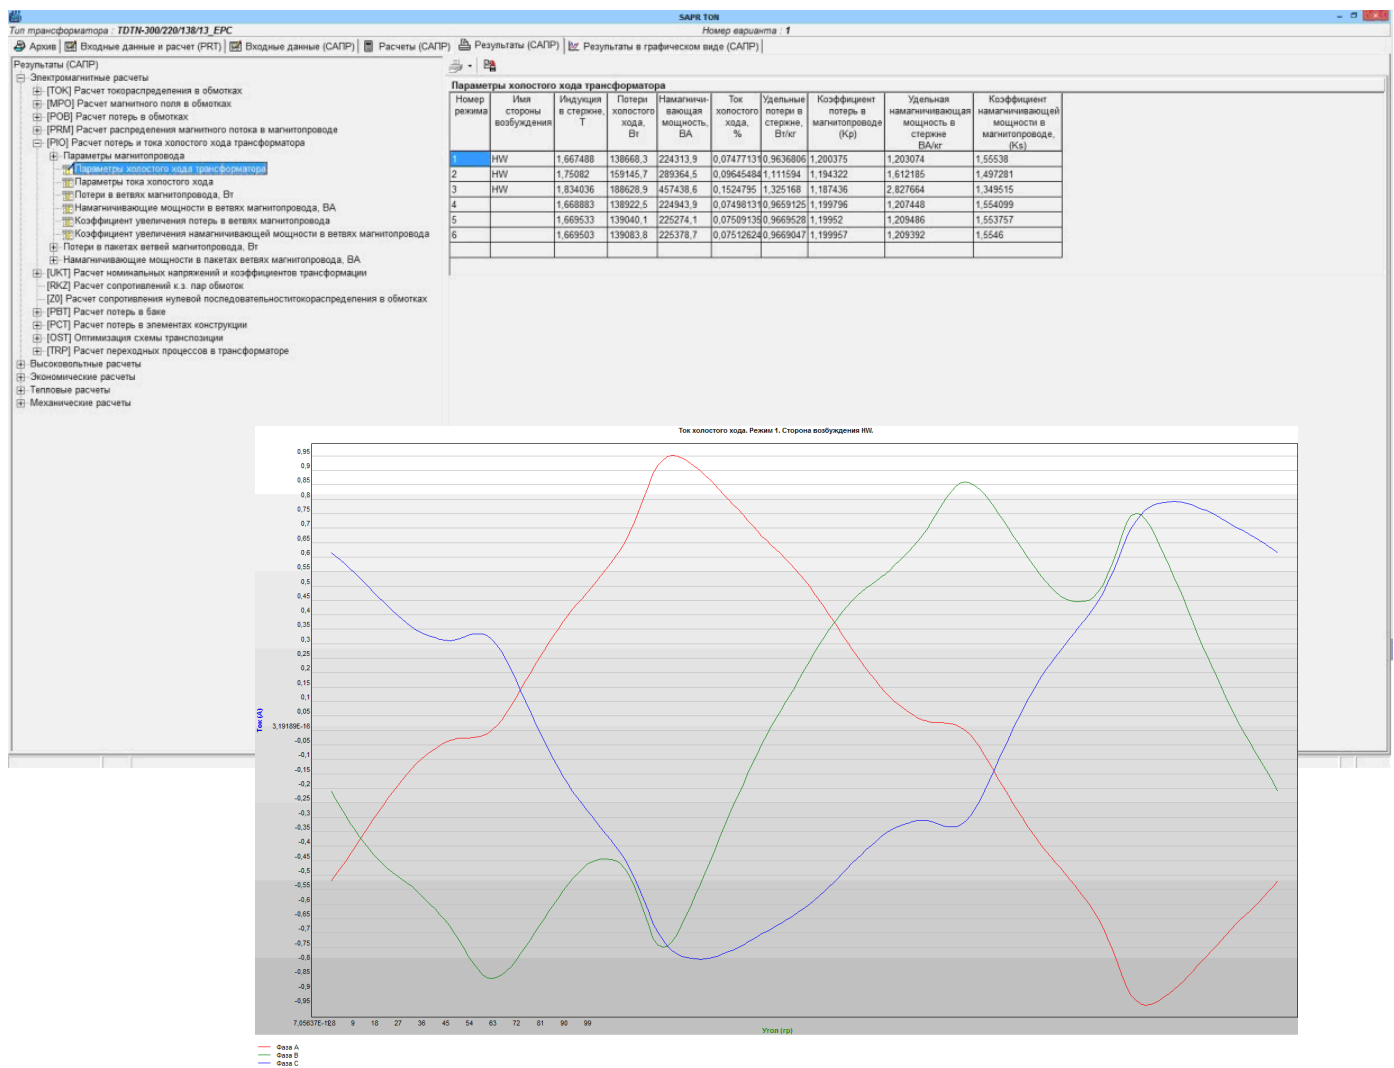 SAPR TON
Тип трансформатора : TDTN-300/220/138/13_EPC
Номер варианта : 1
Архив
Входные данные и расчет (PRT)
Входные данные (САПР)
Расчеты (САПР)
Результаты (САПР)
Результаты в графическом виде (САПР)
Результаты (САПР)
Электромагнитные расчеты
[TOK] Расчет токораспределения в обмотках
[MPO] Расчет магнитного поля в обмотках
[POB] Расчет потерь в обмотках
[PRM] Расчет распределения магнитного потока в магнитопроводе
[PIO] Расчет потерь и тока холостого хода трансформатора
Параметры магнитопровода
Параметры холостого хода трансформатора
Параметры тока холостого хода
Потери в ветвях магнитопровода, Вт
Намагничивающие мощности в ветвях магнитопровода, ВА
Коэффициент увеличения потерь в ветвях магнитопровода
Коэффициент увеличения намагничивающей мощности в ветвях магнитопровода
Потери в пакетах ветвей магнитопровода, Вт
Намагничивающие мощности в пакетах ветвях магнитопровода, ВА
[UKT] Расчет номинальных напряжений и коэффициентов трансформации
[RKZ] Расчет сопротивлений к.з. пар обмоток
[Z0] Расчет сопротивления нулевой последовательноститокораспределения в обмотках
[PBT] Расчет потерь в баке
[PCT] Расчет потерь в элементах конструкции
[OST] Оптимизация схемы транспозиции
[TRP] Расчет переходных процессов в трансформаторе
Высоковольтные расчеты
Экономические расчеты
Тепловые расчеты
Механические расчеты
Параметры холостого хода трансформатора
Номер режима
Имя стороны возбуждения
Индукция в стержне, Т
Потери холостого хода, Вт
Намагничи-вающая мощность, ВА
Ток холостого хода, %
Удельные потери в стержне, Вт/кг
Коэффициент потерь в магнитопроводе (Kp)
Удельная намагничивающая мощность в стержне ВА/кг
Коэффициент намагничивающей мощности в магнитопроводе, (Ks)
1 HW 1,667488 138668,3 224313,9 0,0747713 0,9636806 1,200375 1,203074 1,55538
2 HW 1,75082 159145,7 289364,5 0,09645484 1,111594 1,194322 1,612185 1,497281
3 HW 1,834036 188628,9 457438,6 0,1524795 1,325168 1,187436 2,827664 1,349515
4 1,668883 138922,5 224943,9 0,0749813 0,9659125 1,199796 1,207448 1,554099
5 1,669533 139040,1 225274,1 0,07509135 0,9669528 1,19952 1,209486 1,553757
6 1,669503 139083,8 225378,7 0,07512624 0,9669047 1,199957 1,209392 1,5546
Ток холостого хода. Режим 1. Сторона возбуждения HW.
0,95
0,9
0,85
0,8
0,75
0,7
0,65
0,6
0,55
0,5
0,45
0,4
0,35
0,3
0,25
0,2
0,15
0,1
0,05
3,19189E-16
-0,05
-0,1
-0,15
-0,2
-0,25
-0,3
-0,35
-0,4
-0,45
-0,5
-0,55
-0,6
-0,65
-0,7
-0,75
-0,8
-0,85
-0,9
-0,95
Ток (А)
9 18 27 36 45 54 63 72 81 90 99
Угол (гр)
Фаза A
Фаза B
Фаза C